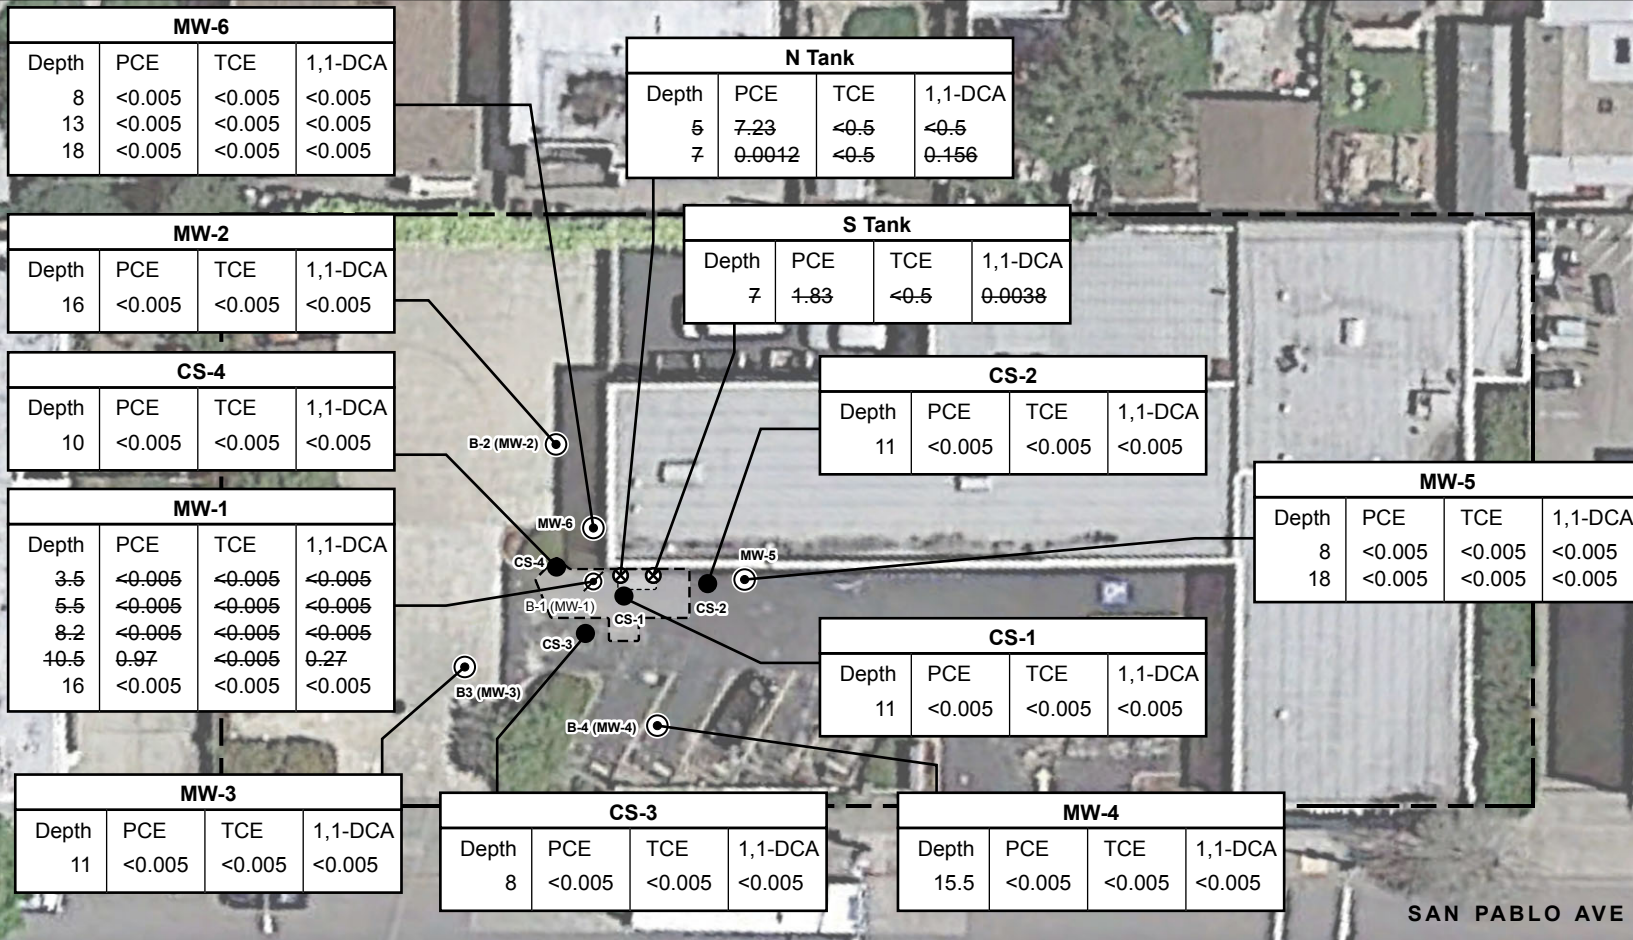 MW-6
Depth PCE TCE 1,1-DCA
8 <0.005 <0.005 <0.005
13 <0.005 <0.005 <0.005
18 <0.005 <0.005 <0.005
N Tank
Depth PCE TCE 1,1-DCA
5 7.23 <0.5 <0.5
7 0.0012 <0.5 0.156
MW-2
Depth PCE TCE 1,1-DCA
16 <0.005 <0.005 <0.005
S Tank
Depth PCE TCE 1,1-DCA
7 1.83 <0.5 0.0038
CS-4
Depth PCE TCE 1,1-DCA
10 <0.005 <0.005 <0.005
CS-2
Depth PCE TCE 1,1-DCA
11 <0.005 <0.005 <0.005
B-2 (MW-2)
MW-5
Depth PCE TCE 1,1-DCA
8 <0.005 <0.005 <0.005
18 <0.005 <0.005 <0.005
MW-1
Depth PCE TCE 1,1-DCA
3.5 <0.005 <0.005 <0.005
5.5 <0.005 <0.005 <0.005
8.2 <0.005 <0.005 <0.005
10.5 0.97 <0.005 0.27
16 <0.005 <0.005 <0.005
MW-6
CS-4
MW-5
B-1 (MW-1)
CS-2
CS-1
CS-3
B3 (MW-3)
B-4 (MW-4)
CS-1
Depth PCE TCE 1,1-DCA
11 <0.005 <0.005 <0.005
MW-3
Depth PCE TCE 1,1-DCA
11 <0.005 <0.005 <0.005
CS-3
Depth PCE TCE 1,1-DCA
8 <0.005 <0.005 <0.005
MW-4
Depth PCE TCE 1,1-DCA
15.5 <0.005 <0.005 <0.005
SAN PABLO AVE